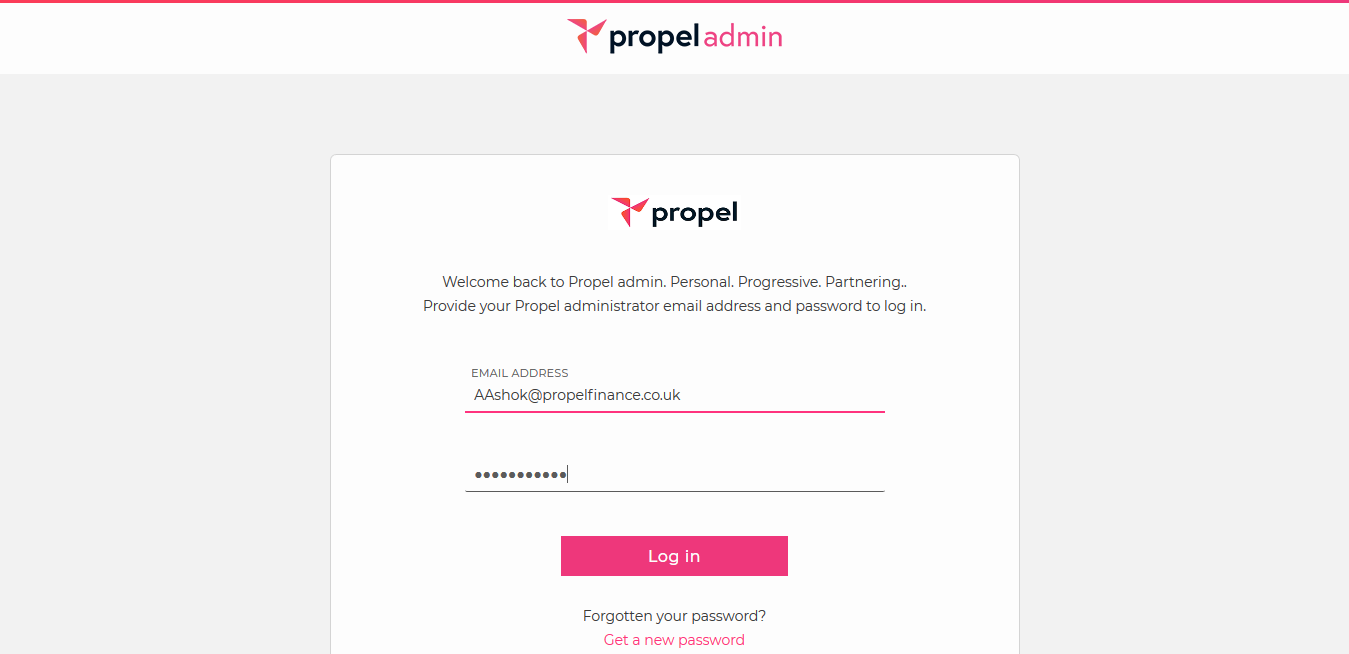 propel admin
propel
Welcome back to Propel admin. Personal. Progressive. Partnering..
Provide your Propel administrator email address and password to log in.
EMAIL ADDRESS
AAshok@propelfinance.co.uk
•••••••••••
Log in
Forgotten your password?
Get a new password